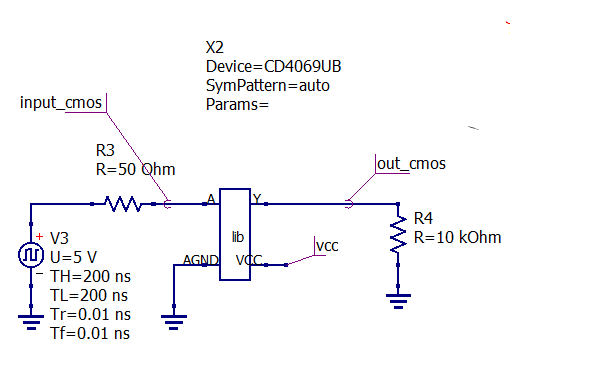 X2
Device=CD4069UB
SymPattern=auto
Params=
input_cmos
R3
R=50 Ohm
out_cmos
A
Y
lib
AGND
VCC
vcc
R4
R=10 kOhm
+
V3
U=5 V
−
TH=200 ns
TL=200 ns
Tr=0.01 ns
Tf=0.01 ns